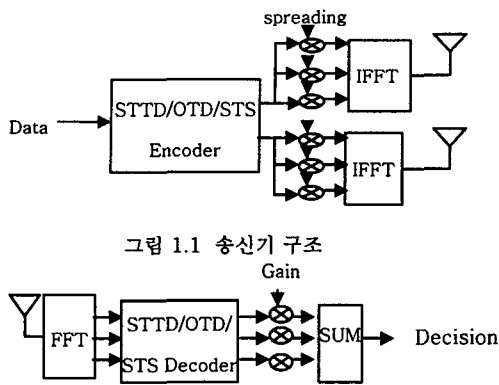 spreading
IFFT
STTD/OTD/STS
Encoder
Data
IFFT
그림 1.1 송신기 구조
Gain
FFT
STTD/OTD/
STS Decoder
SUM
Decision